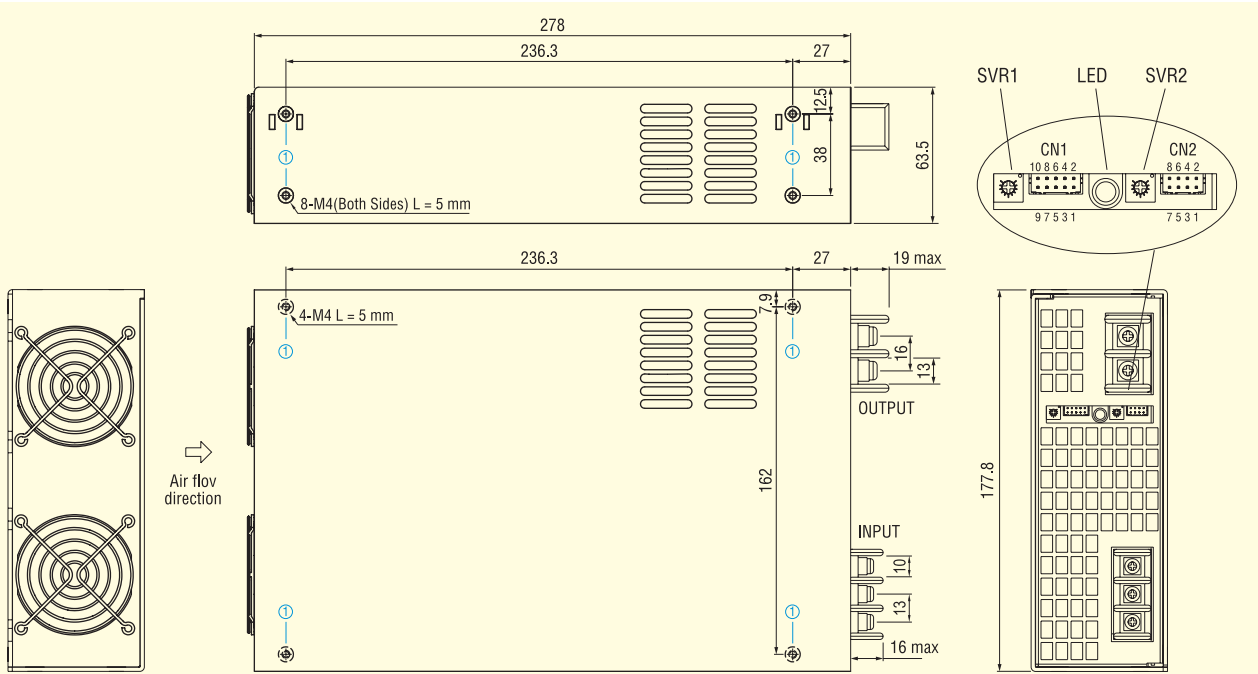 278
236.3
27
12.5
38
63.5
①
①
8-M4(Both Sides) L = 5 mm
SVR1
LED
SVR2
CN1
CN2
10 8 6 4 2
8 6 4 2
9 7 5 3 1
7 5 3 1
236.3
27
19 max
7.9
4-M4 L = 5 mm
①
①
16
13
OUTPUT
Air flov
direction
162
177.8
INPUT
10
13
①
①
16 max